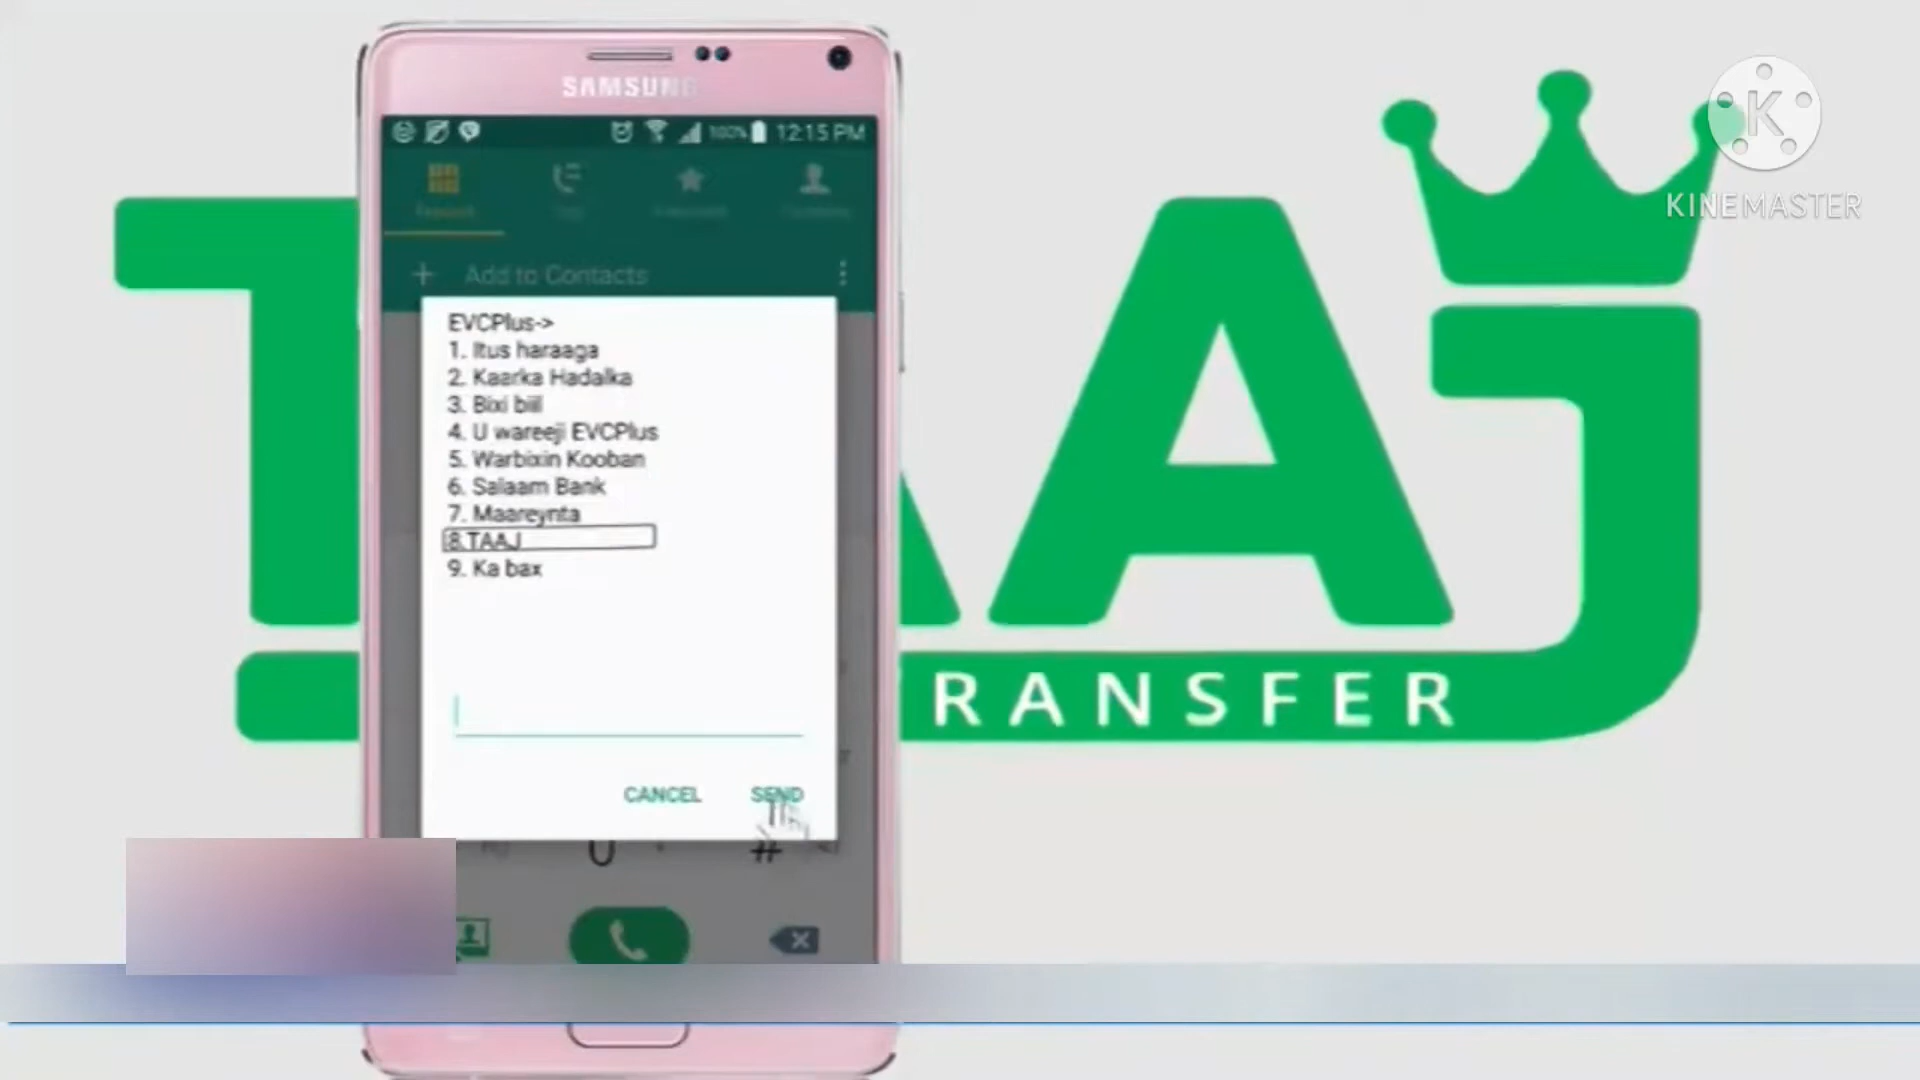 SAMSUNG
100% 12:15 PM
Add to Contacts
EVCPlus->
1. Itus haraaga
2. Kaarka Hadalka
3. Bixi biil
4. U wareeji EVCPlus
5. Warbixin Kooban
6. Salaam Bank
7. Maareynta
8.TAAJ
9. Ka bax
CANCEL SEND
0 #
T AAJ
RANSFER
K
KINEMASTER